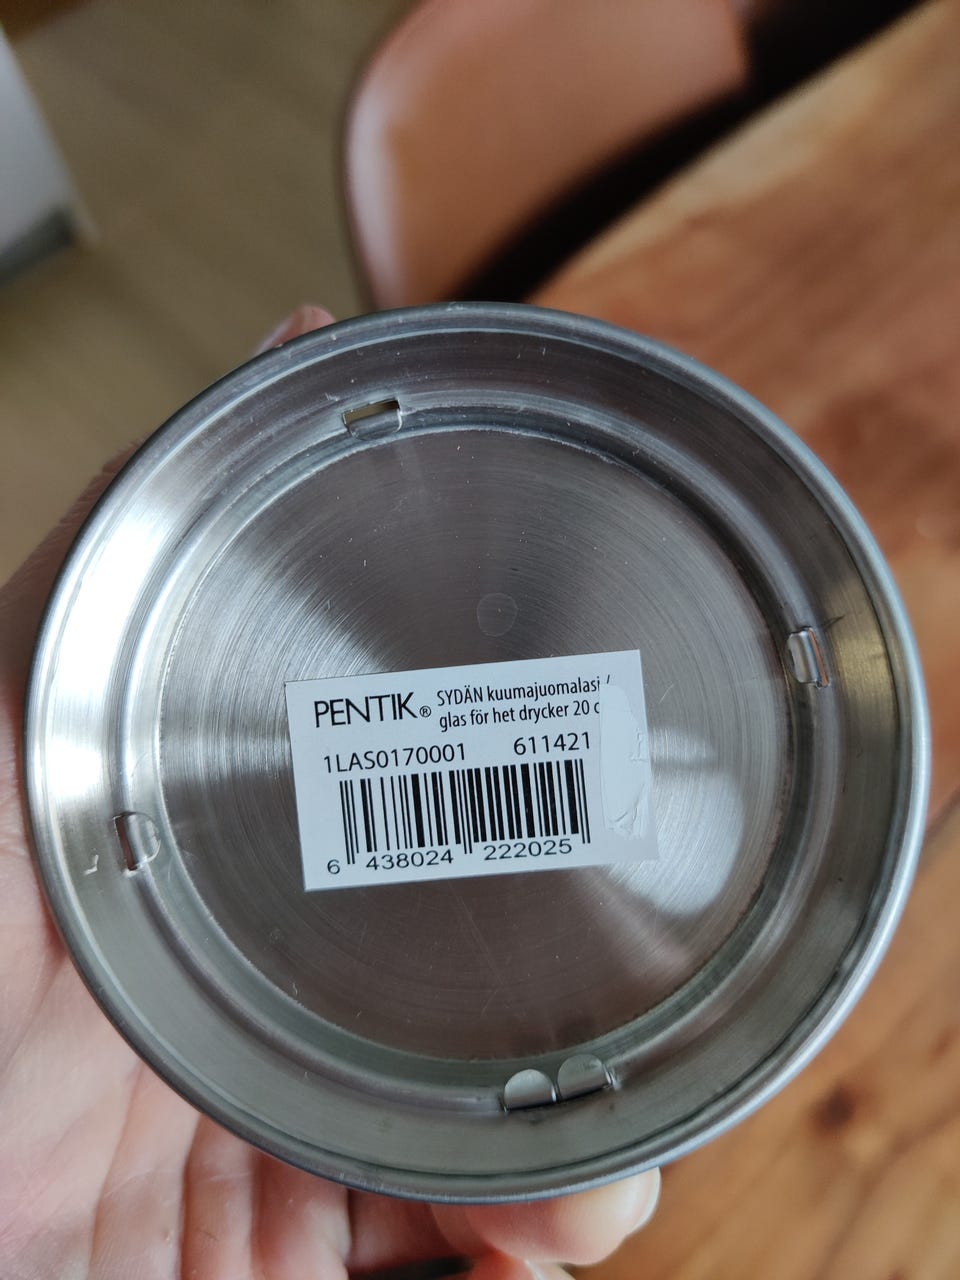 PENTIK® SYDÄN kuumajuomalasi /
glas för het drycker 20 c
1LAS0170001 611421
6 438024 222025